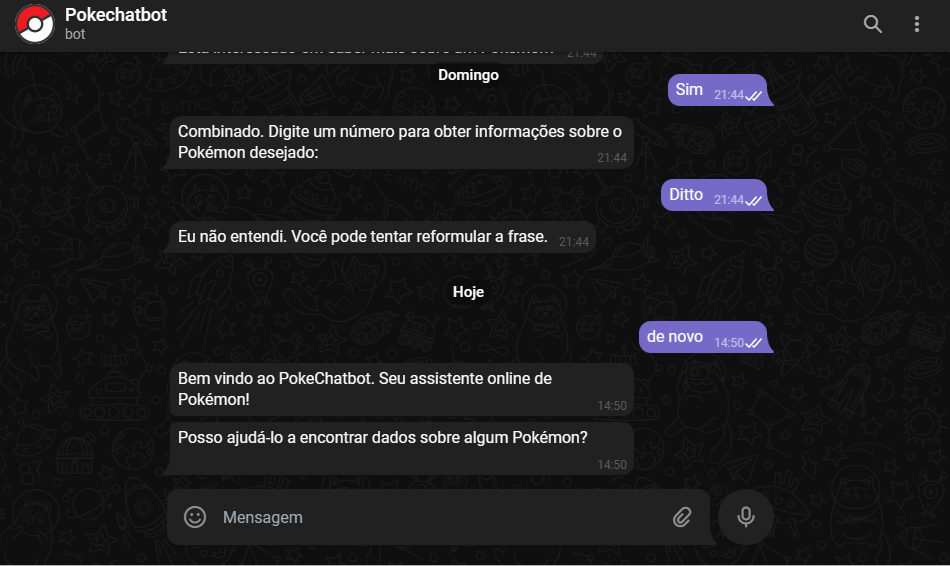 Pokechatbot
bot
21:44
Domingo
Sim 21:44
Combinado. Digite um número para obter informações sobre o
Pokémon desejado:
21:44
Ditto 21:44
Eu não entendi. Você pode tentar reformular a frase. 21:44
Hoje
de novo 14:50
Bem vindo ao PokeChatbot. Seu assistente online de
Pokémon!
14:50
Posso ajudá-lo a encontrar dados sobre algum Pokémon?
14:50
Mensagem